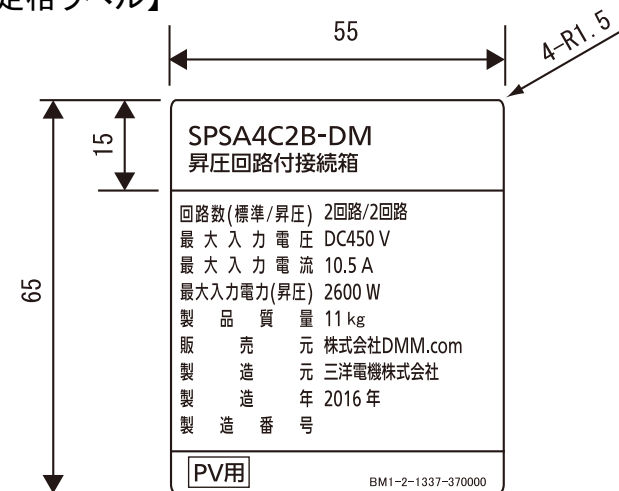 定格ラベル】
55
4-R1.5
15
65
SPSA4C2B-DM
昇圧回路付接続箱
回路数(標準/昇圧) 2回路/2回路
最大入力電圧 DC450 V
最大入力電流 10.5 A
最大入力電力(昇圧) 2600 W
製品質量 11 kg
販売元 株式会社DMM.com
製造元 三洋電機株式会社
製造年 2016 年
製造番号
PV用
BM1-2-1337-370000